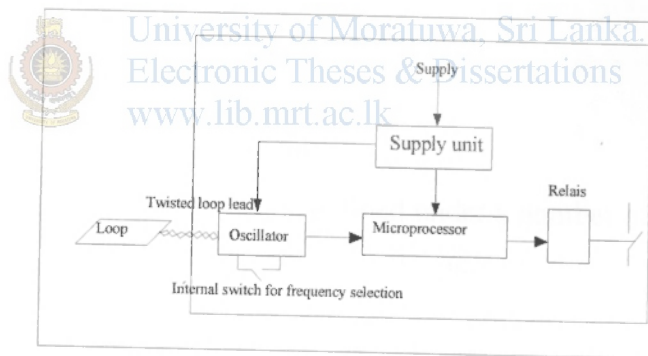 University of Moratuwa, Sri Lanka.
Electronic Theses & Dissertations
www.lib.mrt.ac.lk
Supply
Supply unit
Relais
Twisted loop lead
Loop
Oscillator
Microprocessor
Internal switch for frequency selection